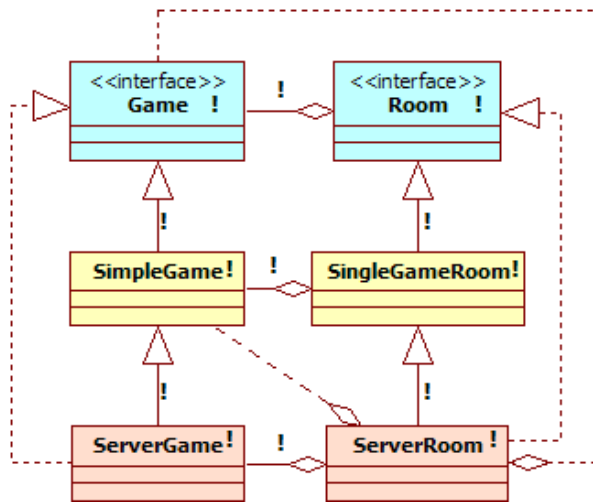 <<interface>>
Game !
!
<<interface>>
Room !
!
!
SimpleGame !
!
SingleGameRoom !
!
!
ServerGame !
!
ServerRoom !